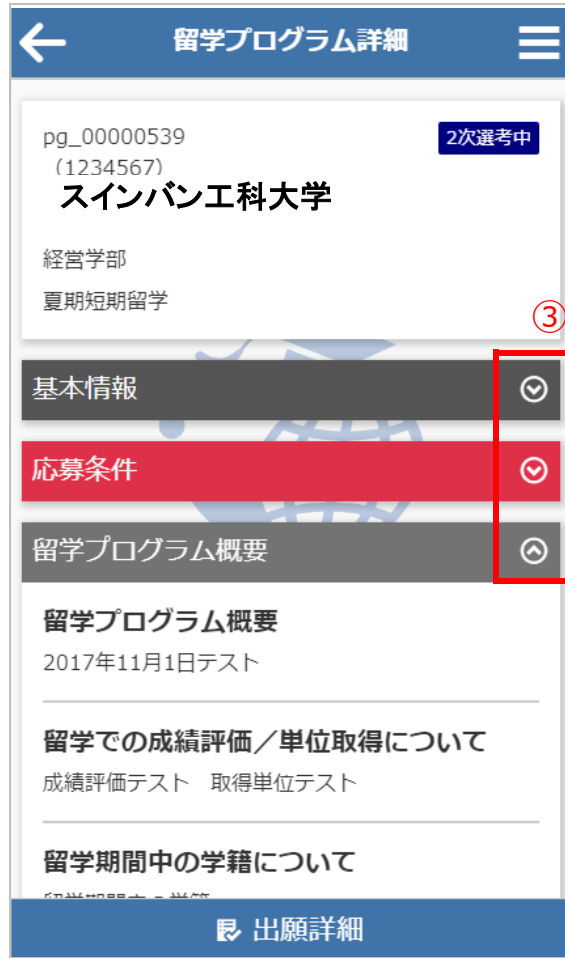 留学プログラム詳細
pg_00000539
2次選考中
（1234567）
スインバン工科大学
経営学部
夏期短期留学
③
基本情報
応募条件
留学プログラム概要
留学プログラム概要
2017年11月1日テスト
留学での成績評価／単位取得について
成績評価テスト　取得単位テスト
留学期間中の学籍について
出願詳細